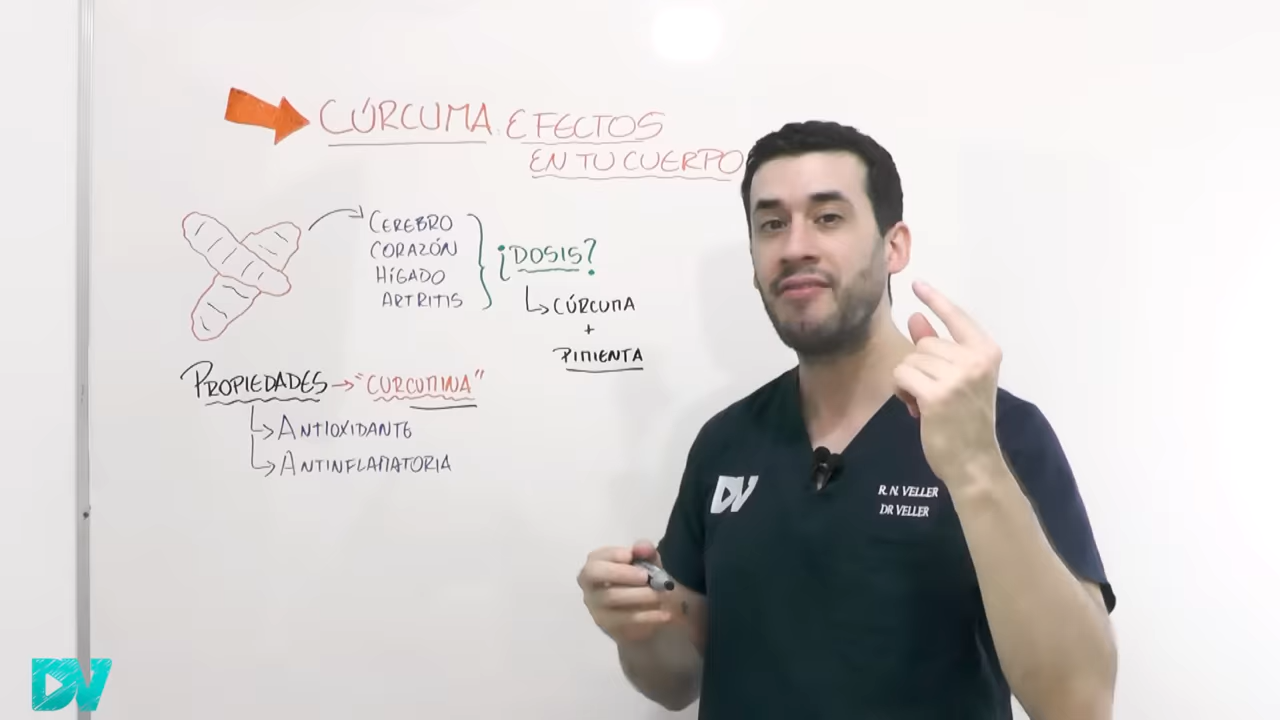 CÚRCUMA, EFECTOS
EN TU CUERPO
CEREBRO
CORAZÓN
HÍGADO
ARTRITIS
¿DOSIS?
CÚRCUMA
+
PIMIENTA
PROPIEDADES → "CURCUMINA"
ANTIOXIDANTE
ANTINFLAMATORIA
DV
R. N. VELLER
DR VELLER
DV